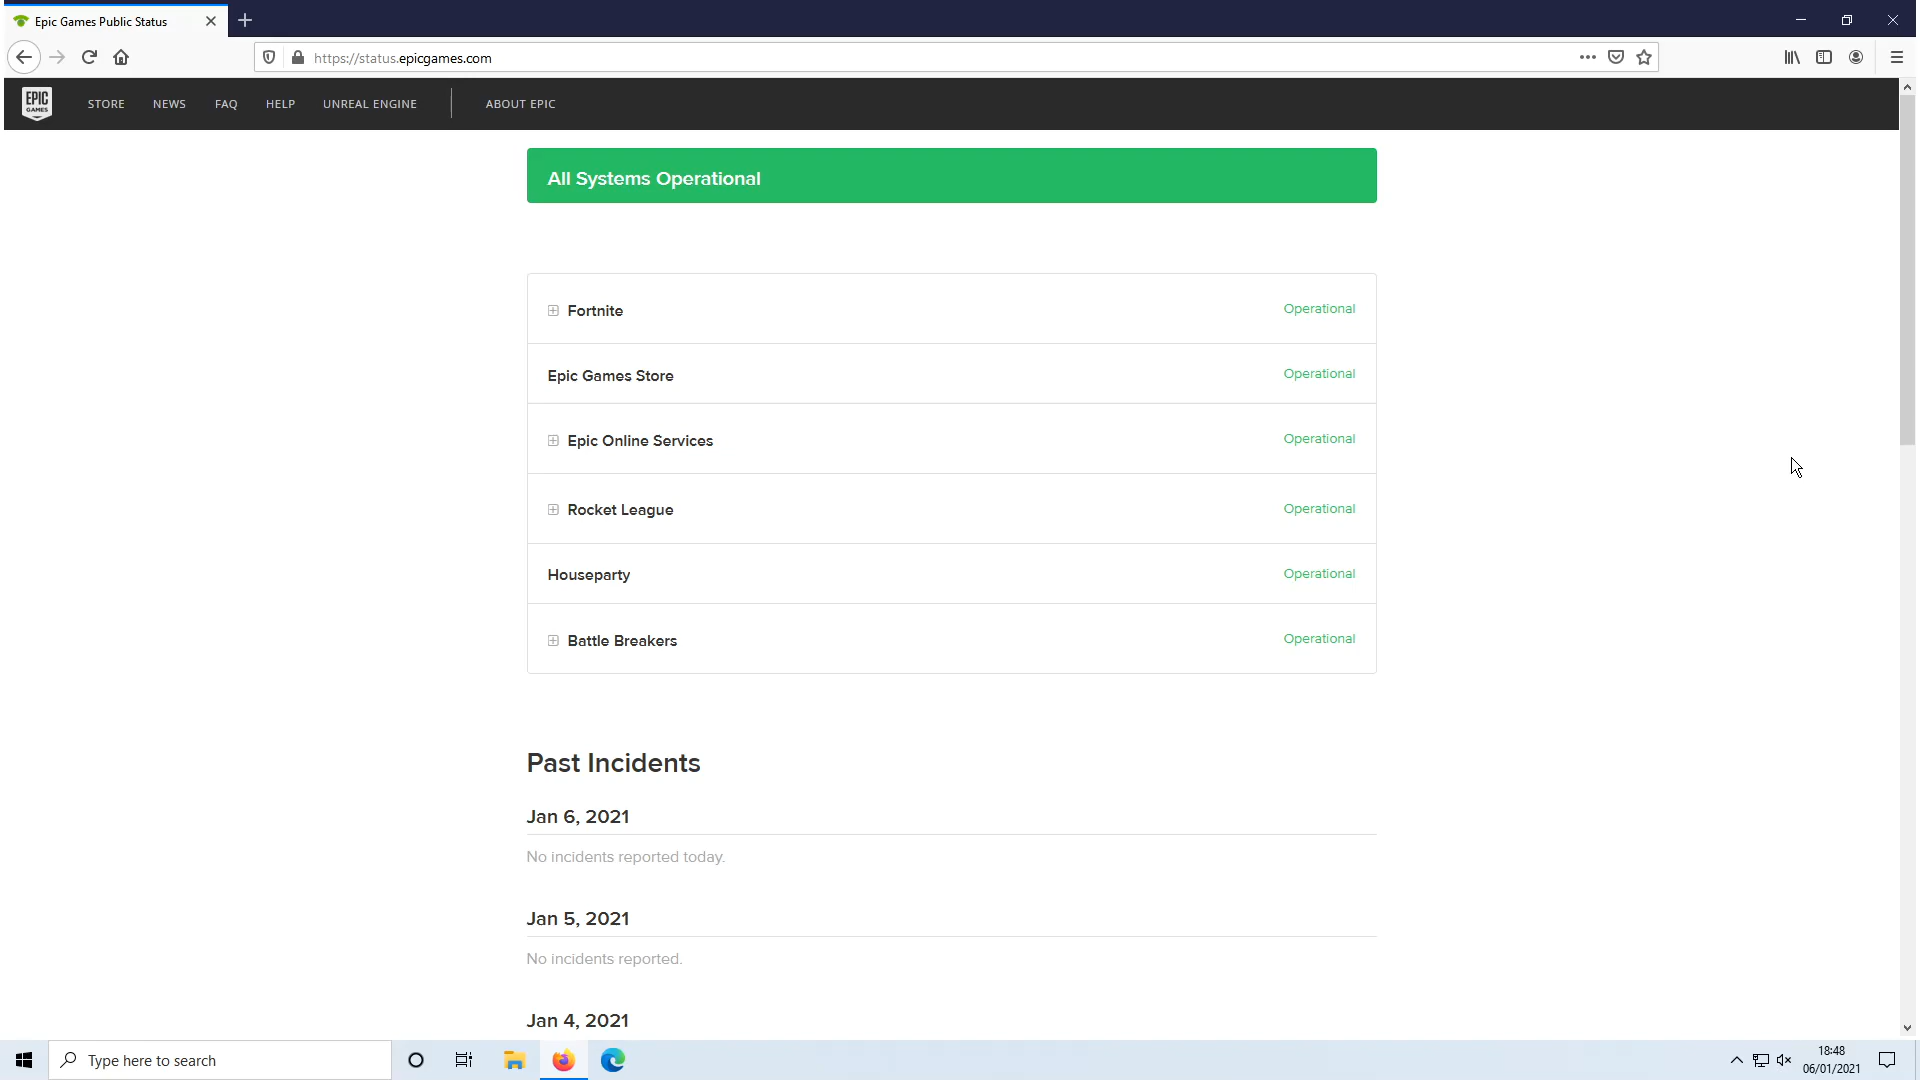 Epic Games Public Status
https://status.epicgames.com
EPIC GAMES
STORE NEWS FAQ HELP UNREAL ENGINE ABOUT EPIC
All Systems Operational
Fortnite Operational
Epic Games Store Operational
Epic Online Services Operational
Rocket League Operational
Houseparty Operational
Battle Breakers Operational
Past Incidents
Jan 6, 2021
No incidents reported today.
Jan 5, 2021
No incidents reported.
Jan 4, 2021
Type here to search
18:48
06/01/2021